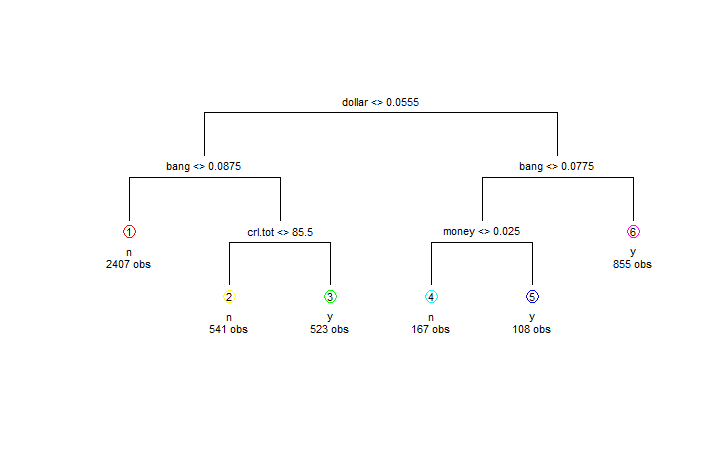 dollar <> 0.0555
bang <> 0.0875
bang <> 0.0775
1
n
2407 obs
crl.tot <> 85.5
money <> 0.025
6
y
855 obs
2
n
541 obs
3
y
523 obs
4
n
167 obs
5
y
108 obs